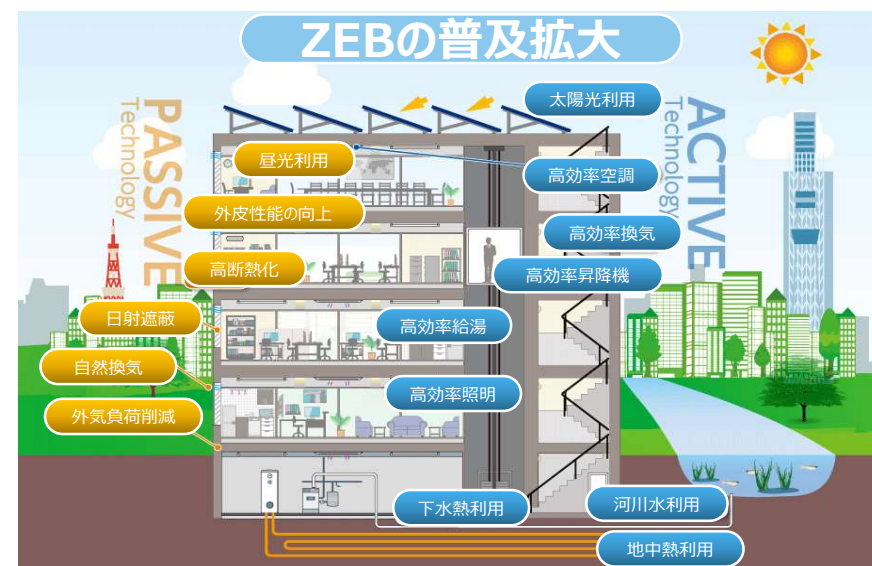 ZEBの普及拡大
PASSIVE
Technology
ACTIVE
Technology
太陽光利用
昼光利用
高効率空調
外皮性能の向上
高効率換気
高断熱化
高効率昇降機
日射遮蔽
高効率給湯
自然換気
高効率照明
外気負荷削減
下水熱利用
河川水利用
地中熱利用